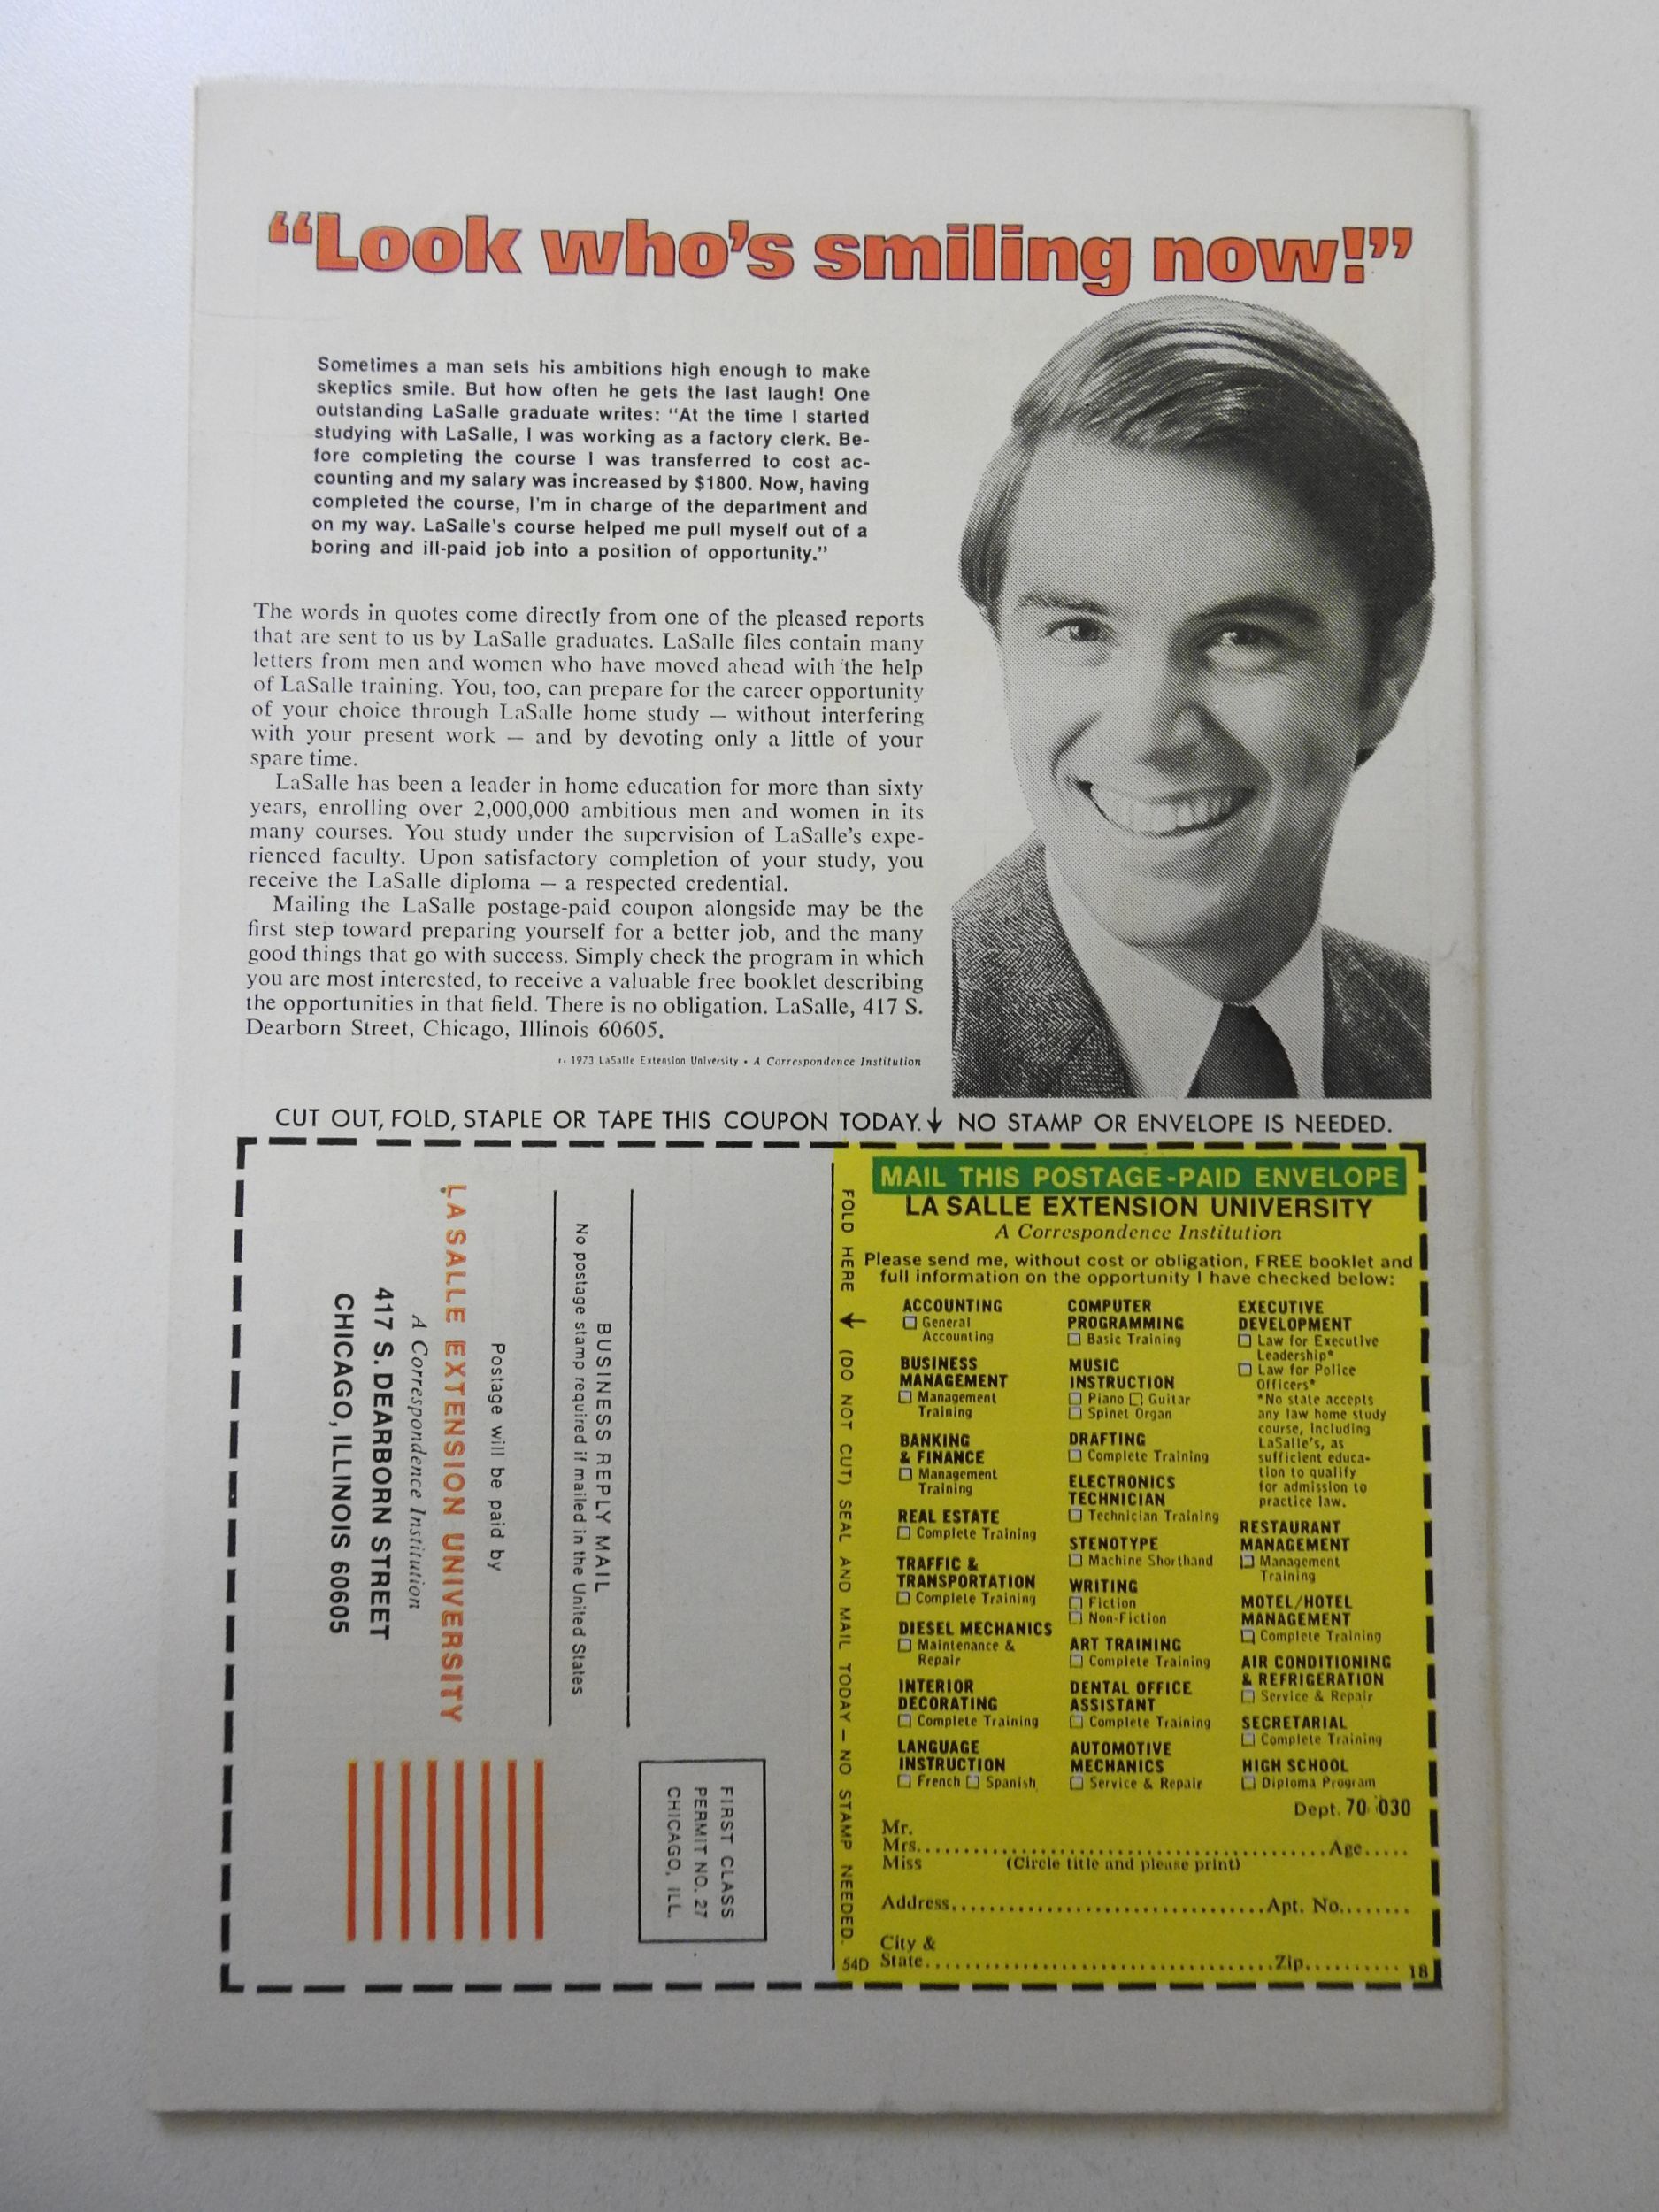 “Look who’s smiling now!”
Sometimes a man sets his ambitions high enough to make
skeptics smile. But how often he gets the last laugh! One
outstanding LaSalle graduate writes: “At the time I started
studying with LaSalle, I was working as a factory clerk. Be-
fore completing the course I was transferred to cost ac-
counting and my salary was increased by $1800. Now, having
completed the course, I’m in charge of the department and
on my way. LaSalle’s course helped me pull myself out of a
boring and ill-paid job into a position of opportunity.”
The words in quotes come directly from one of the pleased reports
that are sent to us by LaSalle graduates. LaSalle files contain many
letters from men and women who have moved ahead with the help
of LaSalle training. You, too, can prepare for the career opportunity
of your choice through LaSalle home study — without interfering
with your present work — and by devoting only a little of your
spare time.
LaSalle has been a leader in home education for more than sixty
years, enrolling over 2,000,000 ambitious men and women in its
many courses. You study under the supervision of LaSalle’s expe-
rienced faculty. Upon satisfactory completion of your study, you
receive the LaSalle diploma — a respected credential.
Mailing the LaSalle postage-paid coupon alongside may be the
first step toward preparing yourself for a better job, and the many
good things that go with success. Simply check the program in which
you are most interested, to receive a valuable free booklet describing
the opportunities in that field. There is no obligation. LaSalle, 417 S.
Dearborn Street, Chicago, Illinois 60605.
1973 LaSalle Extension University • A Correspondence Institution
CUT OUT, FOLD, STAPLE OR TAPE THIS COUPON TODAY. ↓ NO STAMP OR ENVELOPE IS NEEDED.
FIRST CLASS
PERMIT NO. 27
CHICAGO, ILL.
BUSINESS REPLY MAIL
No postage stamp required if mailed in the United States
Postage will be paid by
LA SALLE EXTENSION UNIVERSITY
A Correspondence Institution
417 S. DEARBORN STREET
CHICAGO, ILLINOIS 60605
FOLD HERE ↓ (DO NOT CUT) SEAL AND MAIL TODAY — NO STAMP NEEDED.
54D
MAIL THIS POSTAGE-PAID ENVELOPE
LA SALLE EXTENSION UNIVERSITY
A Correspondence Institution
Please send me, without cost or obligation, FREE booklet and
full information on the opportunity I have checked below:
ACCOUNTING
☐ General
Accounting
BUSINESS
MANAGEMENT
☐ Management
Training
BANKING
& FINANCE
☐ Management
Training
REAL ESTATE
☐ Complete Training
TRAFFIC &
TRANSPORTATION
☐ Complete Training
DIESEL MECHANICS
☐ Maintenance &
Repair
INTERIOR
DECORATING
☐ Complete Training
LANGUAGE
INSTRUCTION
☐ French ☐ Spanish
COMPUTER
PROGRAMMING
☐ Basic Training
MUSIC
INSTRUCTION
☐ Piano ☐ Guitar
☐ Spinet Organ
DRAFTING
☐ Complete Training
ELECTRONICS
TECHNICIAN
☐ Technician Training
STENOTYPE
☐ Machine Shorthand
WRITING
☐ Fiction
☐ Non-Fiction
ART TRAINING
☐ Complete Training
DENTAL OFFICE
ASSISTANT
☐ Complete Training
AUTOMOTIVE
MECHANICS
☐ Service & Repair
EXECUTIVE
DEVELOPMENT
☐ Law for Executive
Leadership*
☐ Law for Police
Officers*
*No state accepts
any law home study
course, including
LaSalle’s, as
sufficient educa-
tion to qualify
for admission to
practice law.
RESTAURANT
MANAGEMENT
☐ Management
Training
MOTEL/HOTEL
MANAGEMENT
☐ Complete Training
AIR CONDITIONING
& REFRIGERATION
☐ Service & Repair
SECRETARIAL
☐ Complete Training
HIGH SCHOOL
☐ Diploma Program
Dept. 70-030
Mr.
Mrs. Age
Miss (Circle title and please print)
Address Apt. No.
City &
State Zip
18